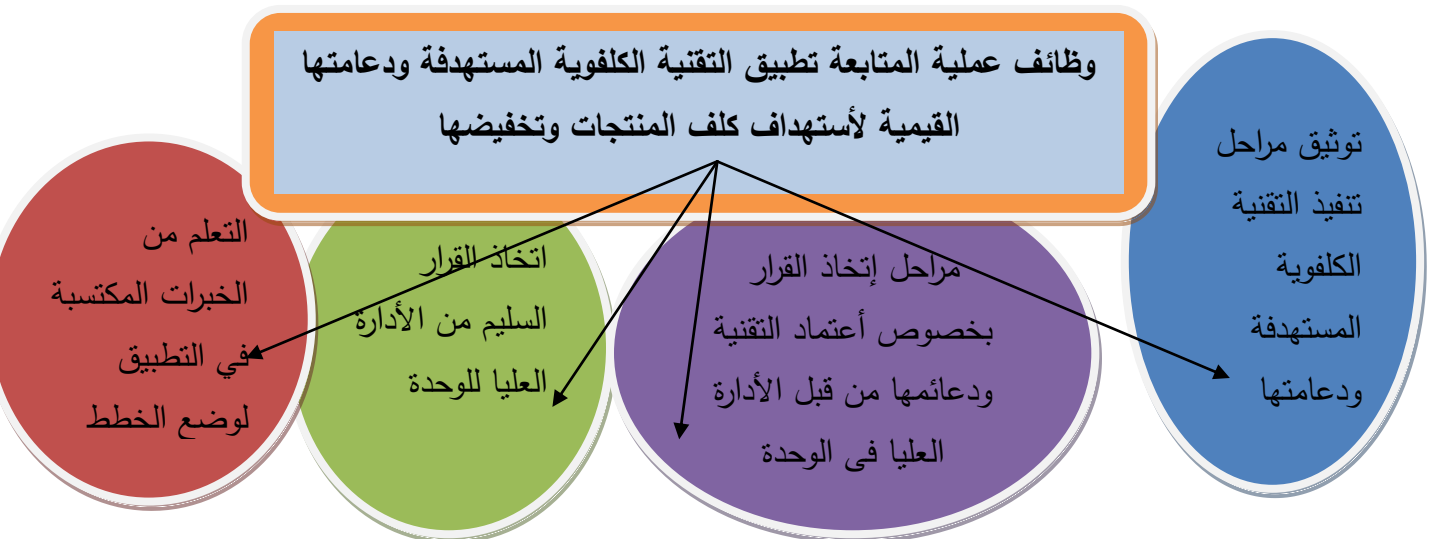 وظائف عملية المتابعة تطبيق التقنية الكلفوية المستهدفة ودعامتها
القيمية لأستهداف كلف المنتجات وتخفيضها
توثيق مراحل
تنفيذ التقنية
الكلفوية
المستهدفة
ودعامتها
مراحل إتخاذ القرار
بخصوص أعتماد التقنية
ودعائمها من قبل الأدارة
العليا فى الوحدة
اتخاذ القرار
السليم من الأدارة
العليا للوحدة
التعلم من
الخبرات المكتسبة
في التطبيق
لوضع الخطط